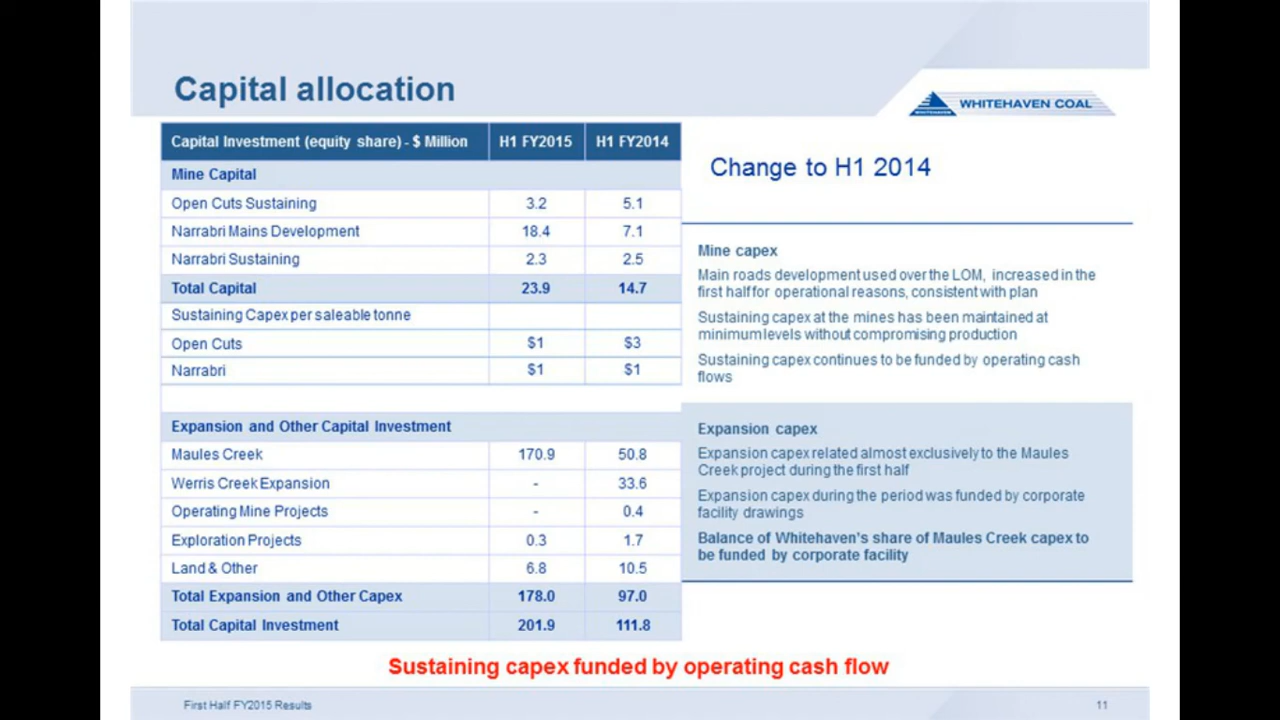 Capital allocation
WHITEHAVEN COAL
WHITEHAVEN
Capital Investment (equity share) - $ Million H1 FY2015 H1 FY2014
Mine Capital
Open Cuts Sustaining 3.2 5.1
Narrabri Mains Development 18.4 7.1
Narrabri Sustaining 2.3 2.5
Total Capital 23.9 14.7
Sustaining Capex per saleable tonne
Open Cuts $1 $3
Narrabri $1 $1
Expansion and Other Capital Investment
Maules Creek 170.9 50.8
Werris Creek Expansion - 33.6
Operating Mine Projects - 0.4
Exploration Projects 0.3 1.7
Land & Other 6.8 10.5
Total Expansion and Other Capex 178.0 97.0
Total Capital Investment 201.9 111.8
Change to H1 2014
Mine capex
Main roads development used over the LOM, increased in the
first half for operational reasons, consistent with plan
Sustaining capex at the mines has been maintained at
minimum levels without compromising production
Sustaining capex continues to be funded by operating cash
flows
Expansion capex
Expansion capex related almost exclusively to the Maules
Creek project during the first half
Expansion capex during the period was funded by corporate
facility drawings
Balance of Whitehaven's share of Maules Creek capex to
be funded by corporate facility
Sustaining capex funded by operating cash flow
First Half FY2015 Results
11